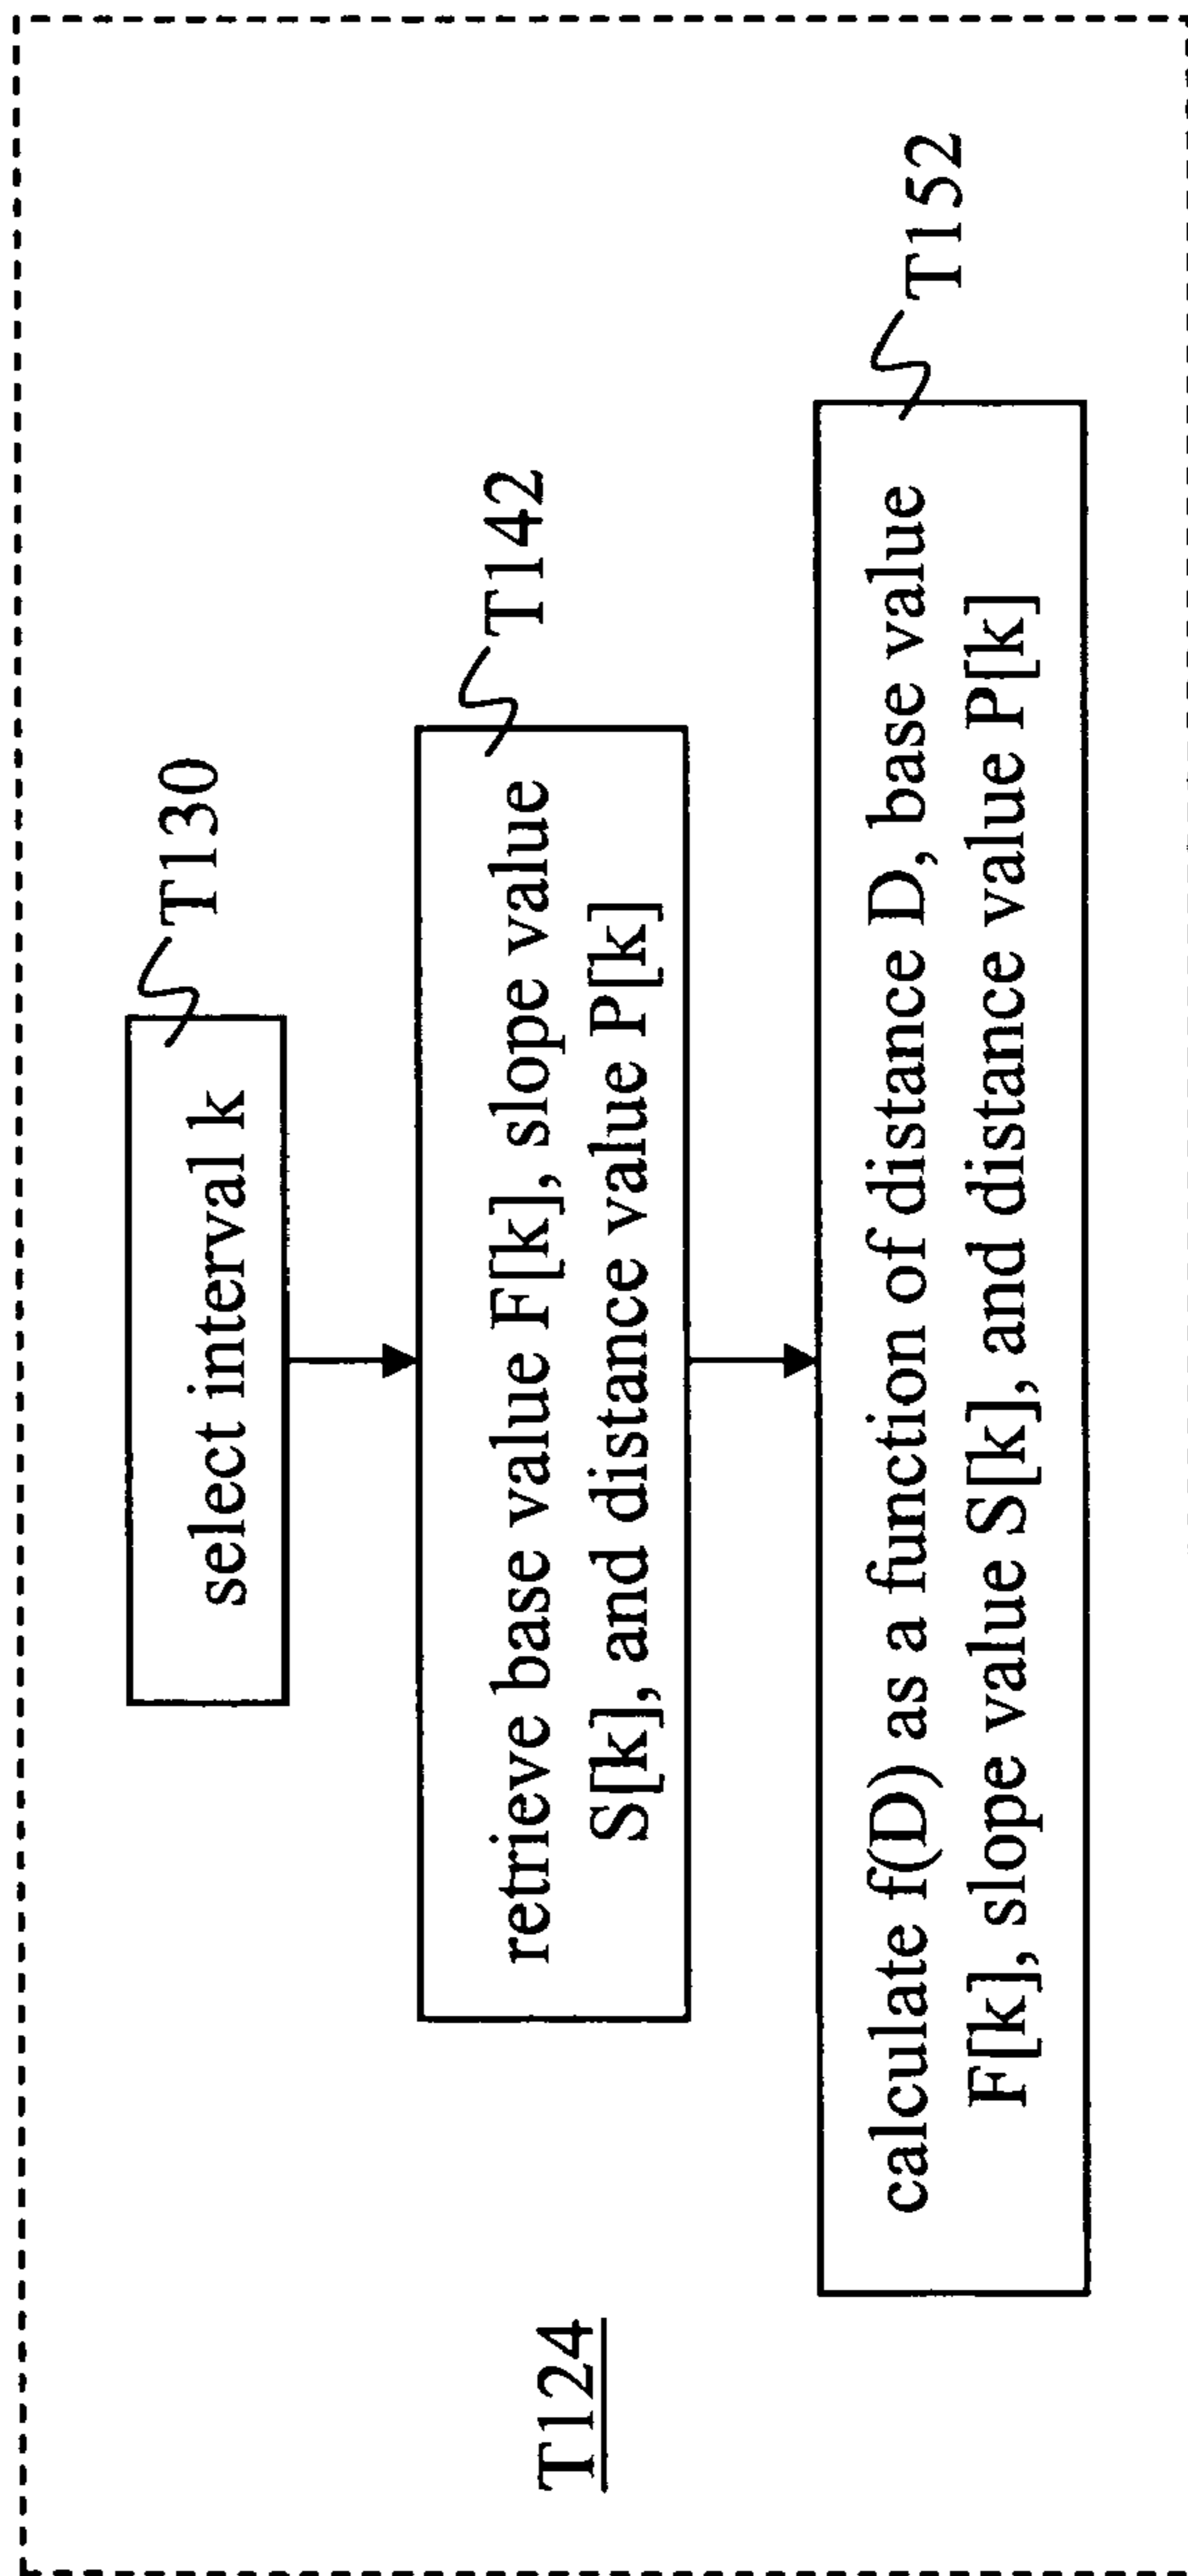 T124
select interval k
T130
retrieve base value F[k], slope value
S[k], and distance value P[k]
T142
calculate f(D) as a function of distance D, base value
F[k], slope value S[k], and distance value P[k]
T152